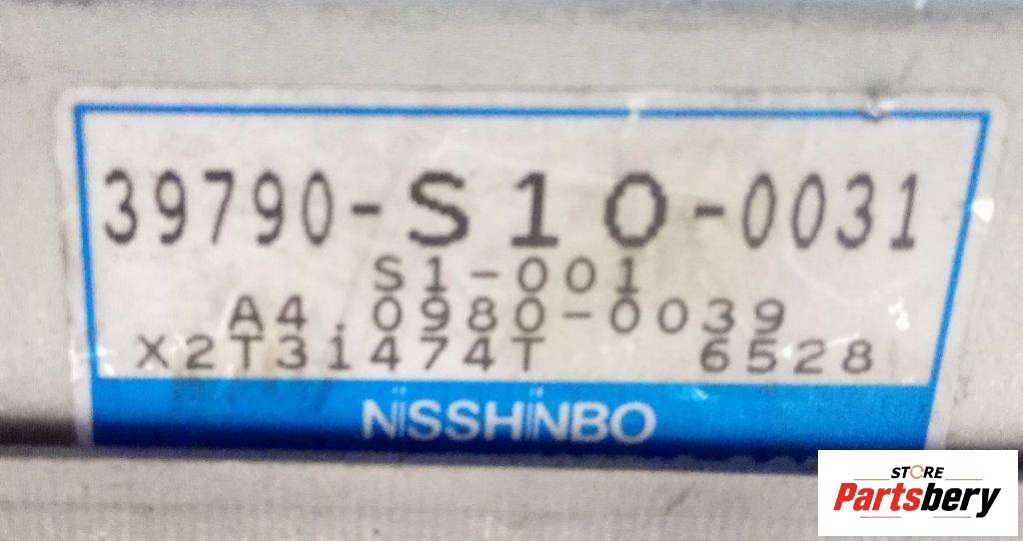 39790-S10-0031
S1-001
A4.0980-0039
X2T31474T 6528
NISSHINBO
STORE
Partsbery